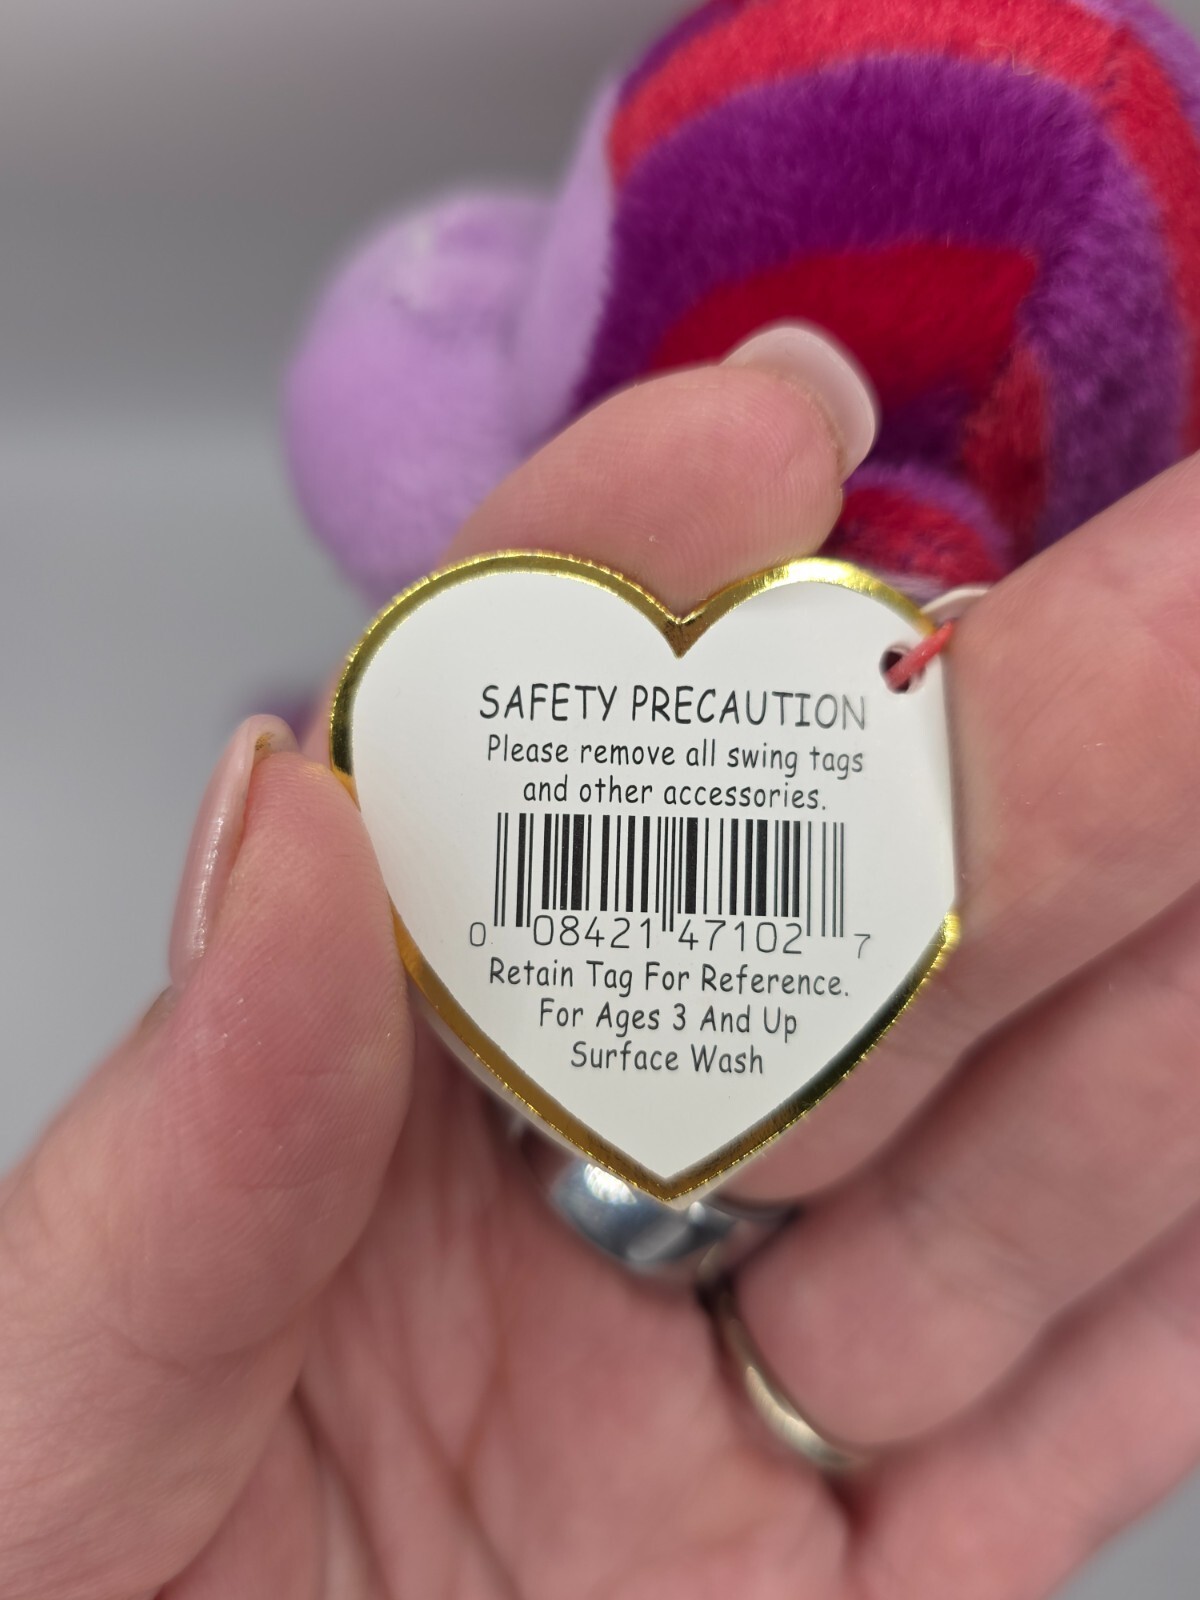 SAFETY PRECAUTION
Please remove all swing tags
and other accessories.
0 08421 47102 7
Retain Tag For Reference.
For Ages 3 And Up
Surface Wash